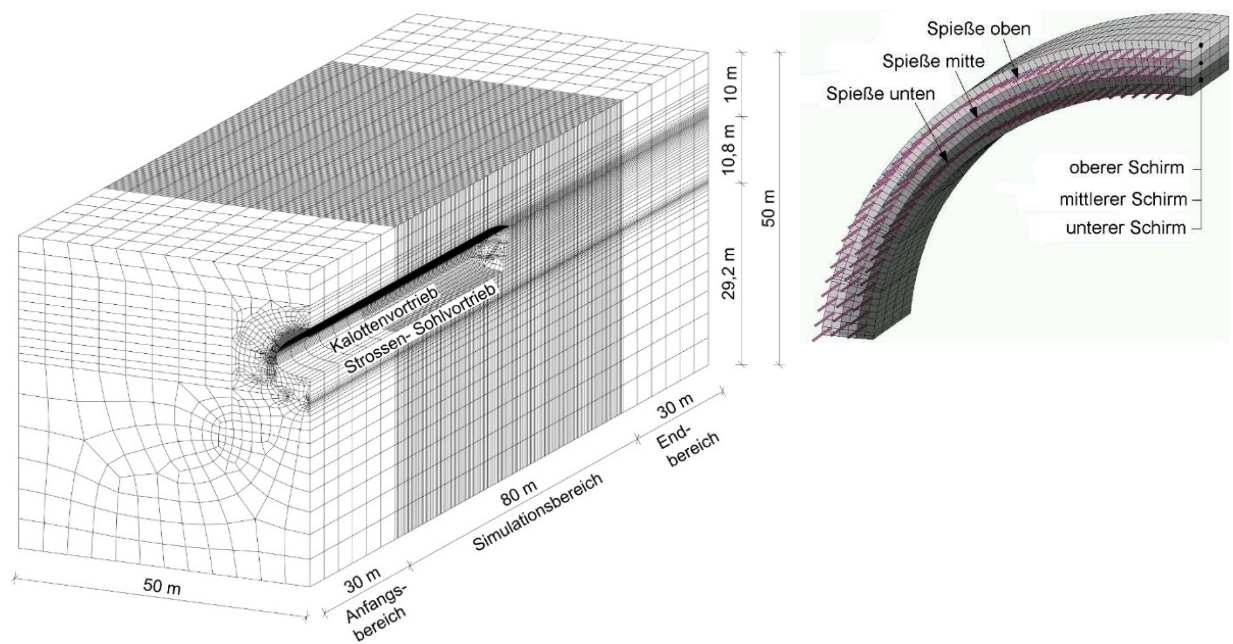 10 m
10,8 m
29,2 m
50 m
Kalottenvortrieb
Strossen- Sohlvortrieb
50 m
30 m
Anfangs-
bereich
80 m
Simulationsbereich
30 m
End-
bereich
Spieße oben
Spieße mitte
Spieße unten
oberer Schirm
mittlerer Schirm
unterer Schirm